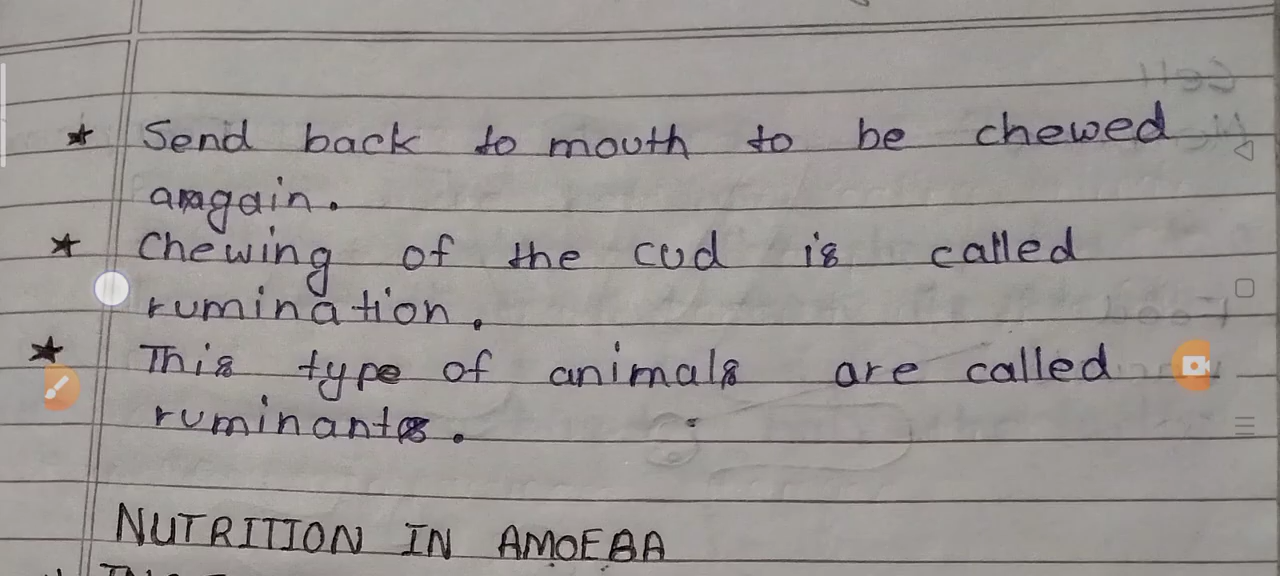 ★ Send back to mouth to be chewed
again.
★ Chewing of the cud is called
rumination.
★ This type of animals are called
ruminants.
NUTRITION IN AMOEBA